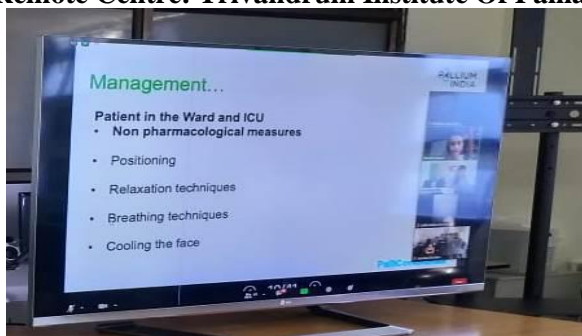 Remote Centre: Trivandrum Institute Of
Management...
PALLIUM
INDIA
Patient in the Ward and ICU
• Non pharmacological measures
• Positioning
• Relaxation techniques
• Breathing techniques
• Cooling the face
LG